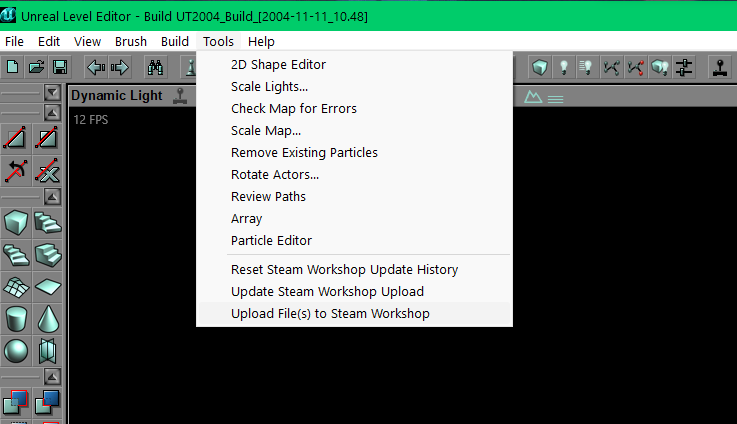 Unreal Level Editor - Build UT2004_Build_[2004-11-11_10.48]
File Edit View Brush Build Tools Help
2D Shape Editor
Scale Lights...
Dynamic Light
Check Map for Errors
12 FPS
Scale Map...
Remove Existing Particles
Rotate Actors...
Review Paths
Array
Particle Editor
Reset Steam Workshop Update History
Update Steam Workshop Upload
Upload File(s) to Steam Workshop